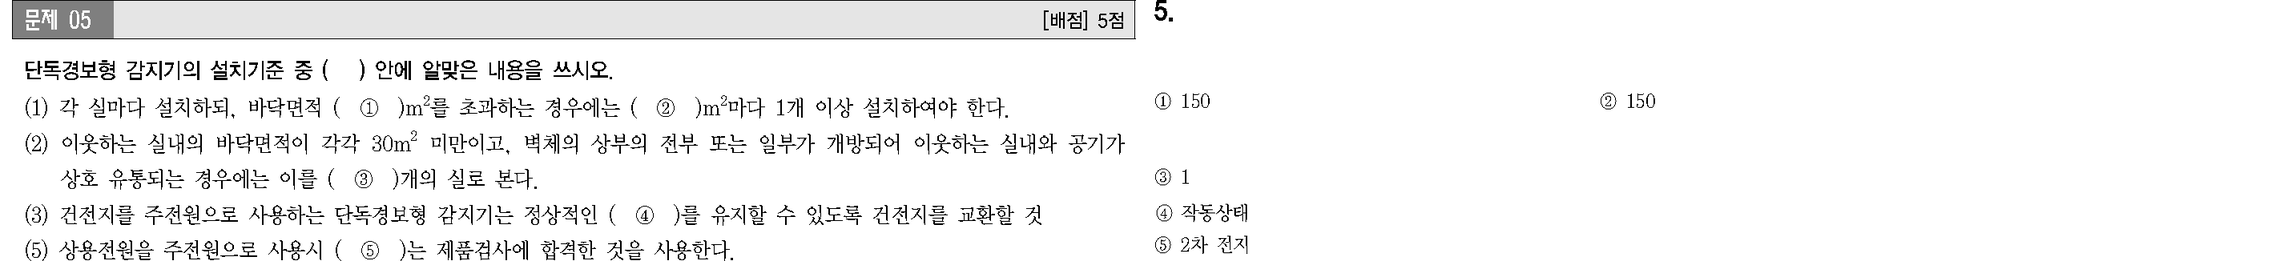 문제 05
[배점] 5점
단독경보형 감지기의 설치기준 중 (    ) 안에 알맞은 내용을 쓰시오.
(1) 각 실마다 설치하되, 바닥면적 ( ① )m²를 초과하는 경우에는 ( ② )m²마다 1개 이상 설치하여야 한다.
(2) 이웃하는 실내의 바닥면적이 각각 30m² 미만이고, 벽체의 상부의 전부 또는 일부가 개방되어 이웃하는 실내와 공기가
상호 유통되는 경우에는 이를 ( ③ )개의 실로 본다.
(3) 건전지를 주전원으로 사용하는 단독경보형 감지기는 정상적인 ( ④ )를 유지할 수 있도록 건전지를 교환할 것
(5) 상용전원을 주전원으로 사용시 ( ⑤ )는 제품검사에 합격한 것을 사용한다.
5.
① 150
② 150
③ 1
④ 작동상태
⑤ 2차 전지